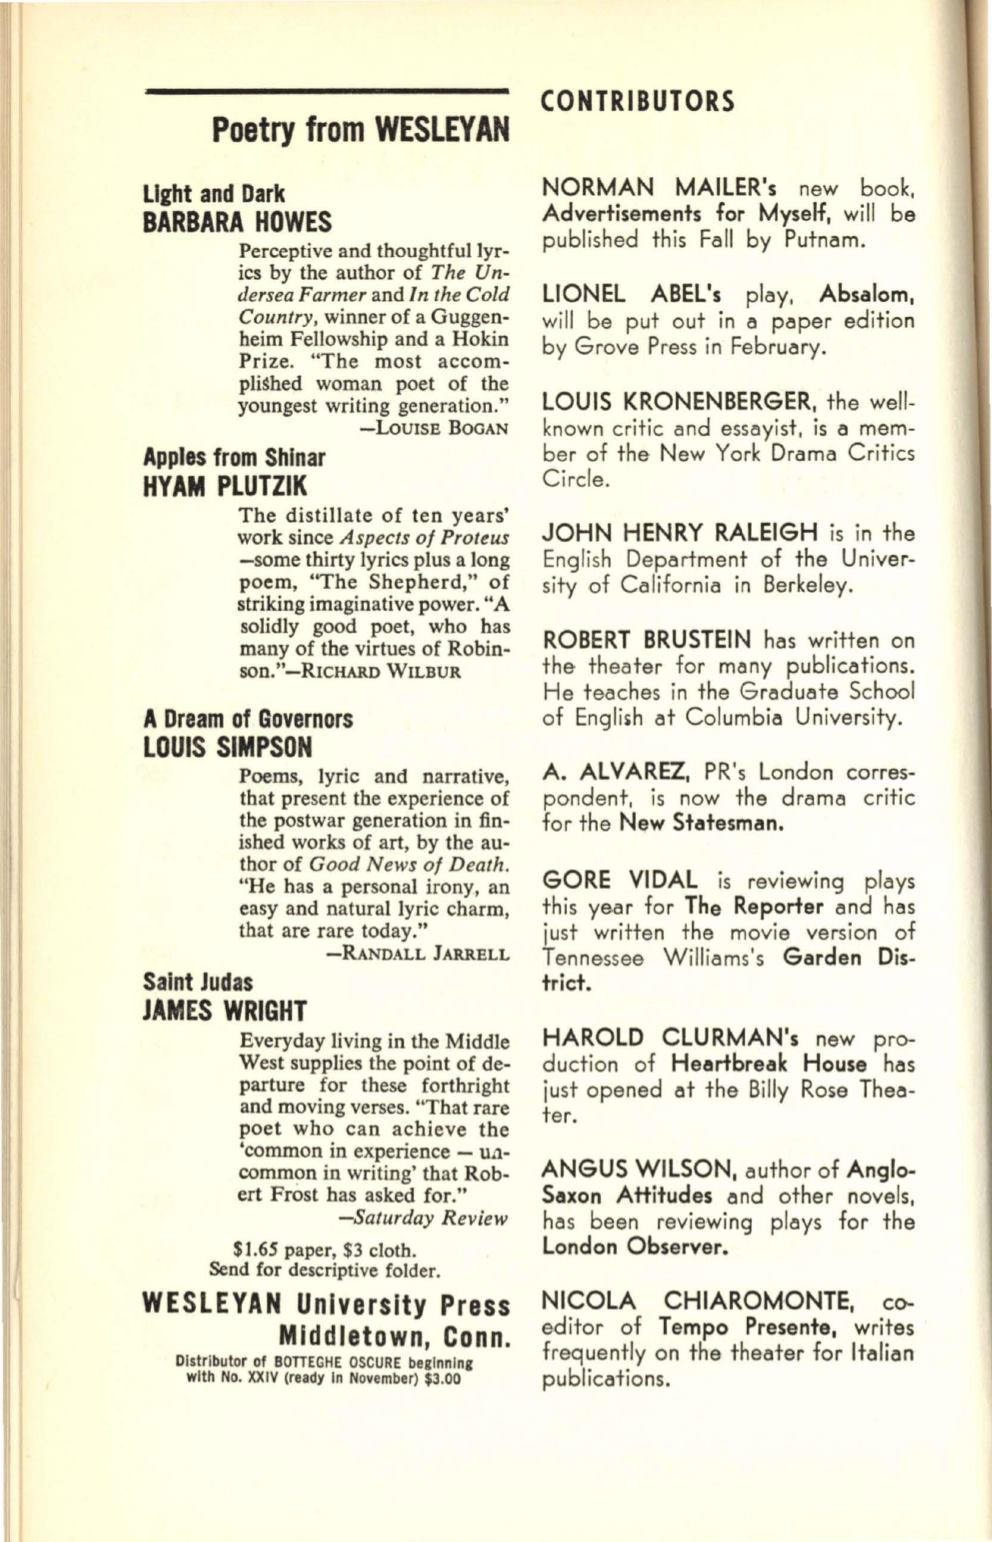 Poetry from WESLEYAN
Light and Dark
BARBARA HOWES
Perceptive and thoughtful lyr-
ics by the author of The Un-
dersea Farmer and In the Cold
Country, winner of a Guggen-
heim Fellowship and a Hokin
Prize. “The most accom-
plished woman poet of the
youngest writing generation.”
—LOUISE BOGAN
Apples from Shinar
HYAM PLUTZIK
The distillate of ten years’
work since Aspects of Proteus
—some thirty lyrics plus a long
poem, “The Shepherd,” of
striking imaginative power. “A
solidly good poet, who has
many of the virtues of Robin-
son.”—RICHARD WILBUR
A Dream of Governors
LOUIS SIMPSON
Poems, lyric and narrative,
that present the experience of
the postwar generation in fin-
ished works of art, by the au-
thor of Good News of Death.
“He has a personal irony, an
easy and natural lyric charm,
that are rare today.”
—RANDALL JARRELL
Saint Judas
JAMES WRIGHT
Everyday living in the Middle
West supplies the point of de-
parture for these forthright
and moving verses. “That rare
poet who can achieve the
‘common in experience — un-
common in writing’ that Rob-
ert Frost has asked for.”
—Saturday Review
$1.65 paper, $3 cloth.
Send for descriptive folder.
WESLEYAN University Press
Middletown, Conn.
Distributor of BOTTEGHE OSCURE beginning
with No. XXIV (ready in November) $3.00
CONTRIBUTORS
NORMAN MAILER's new book,
Advertisements for Myself, will be
published this Fall by Putnam.
LIONEL ABEL's play, Absalom,
will be put out in a paper edition
by Grove Press in February.
LOUIS KRONENBERGER, the well-
known critic and essayist, is a mem-
ber of the New York Drama Critics
Circle.
JOHN HENRY RALEIGH is in the
English Department of the Univer-
sity of California in Berkeley.
ROBERT BRUSTEIN has written on
the theater for many publications.
He teaches in the Graduate School
of English at Columbia University.
A. ALVAREZ, PR's London corres-
pondent, is now the drama critic
for the New Statesman.
GORE VIDAL is reviewing plays
this year for The Reporter and has
just written the movie version of
Tennessee Williams's Garden Dis-
trict.
HAROLD CLURMAN's new pro-
duction of Heartbreak House has
just opened at the Billy Rose Thea-
ter.
ANGUS WILSON, author of Anglo-
Saxon Attitudes and other novels,
has been reviewing plays for the
London Observer.
NICOLA CHIAROMONTE, co-
editor of Tempo Presente, writes
frequently on the theater for Italian
publications.